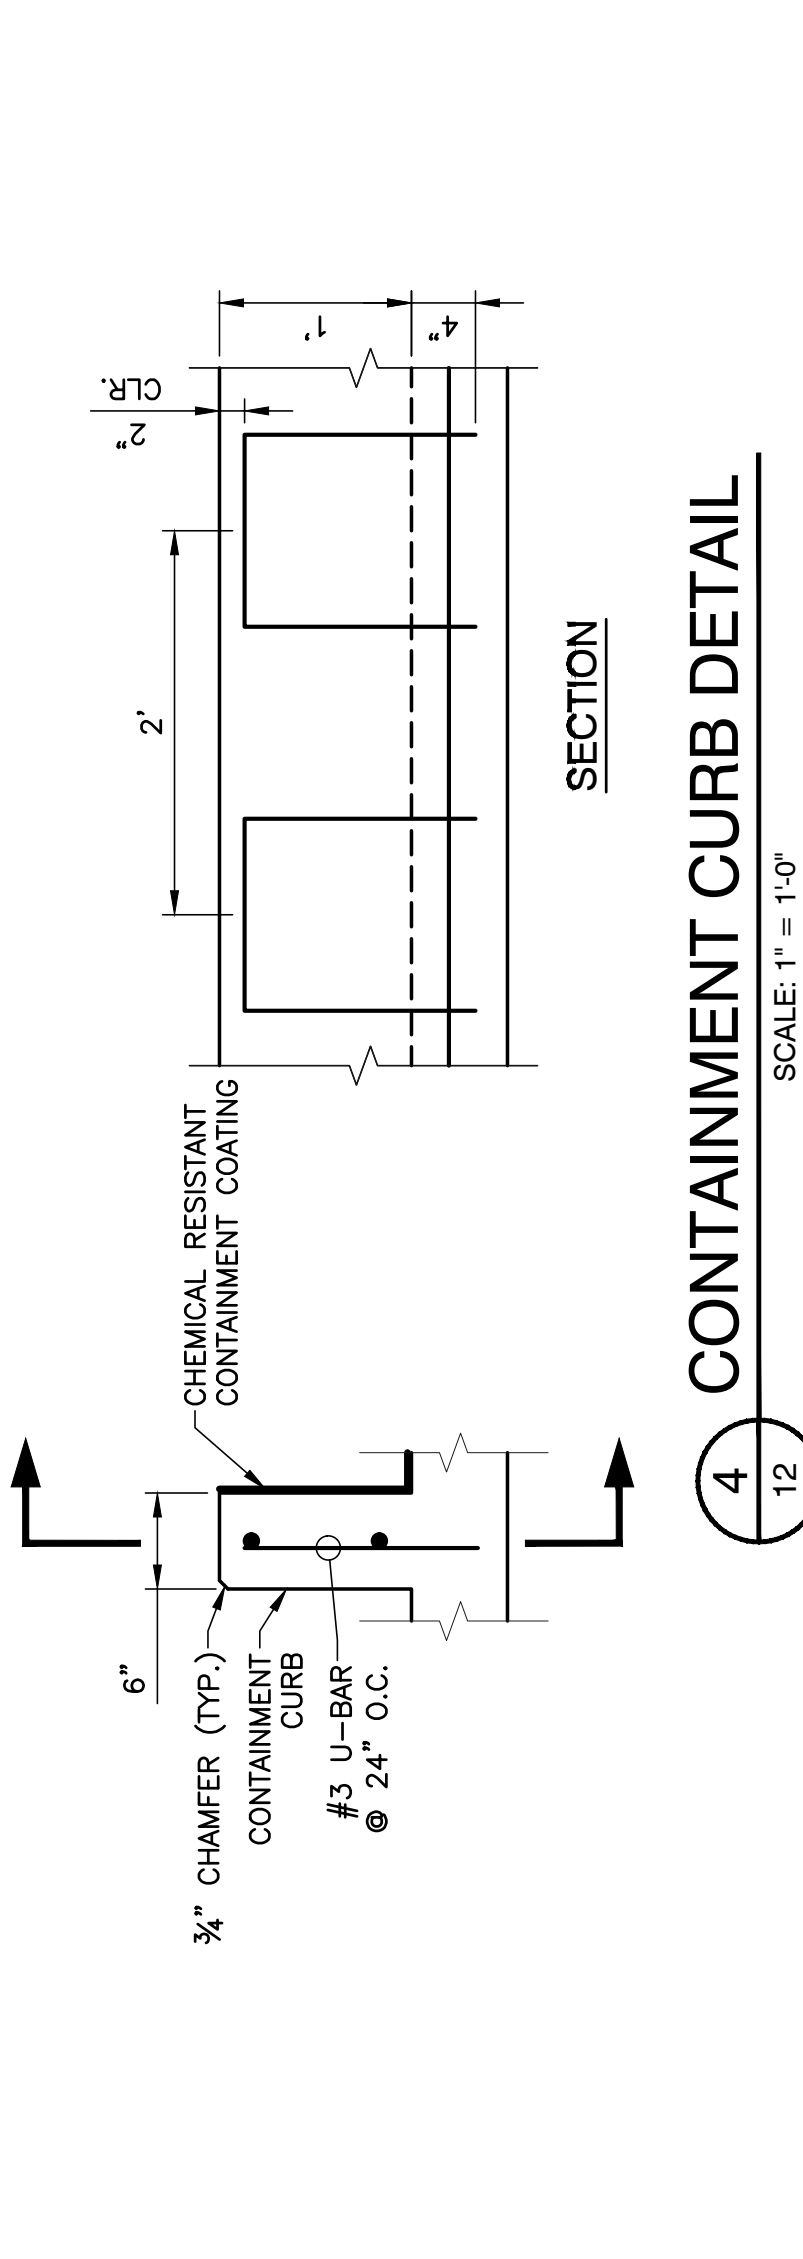 6"
¾" CHAMFER (TYP.)
CONTAINMENT
CURB
#3 U-BAR
@ 24" O.C.
CHEMICAL RESISTANT
CONTAINMENT COATING
2'
2"
CLR.
1'
4"
SECTION
4
12
CONTAINMENT CURB DETAIL
SCALE: 1" = 1'-0"